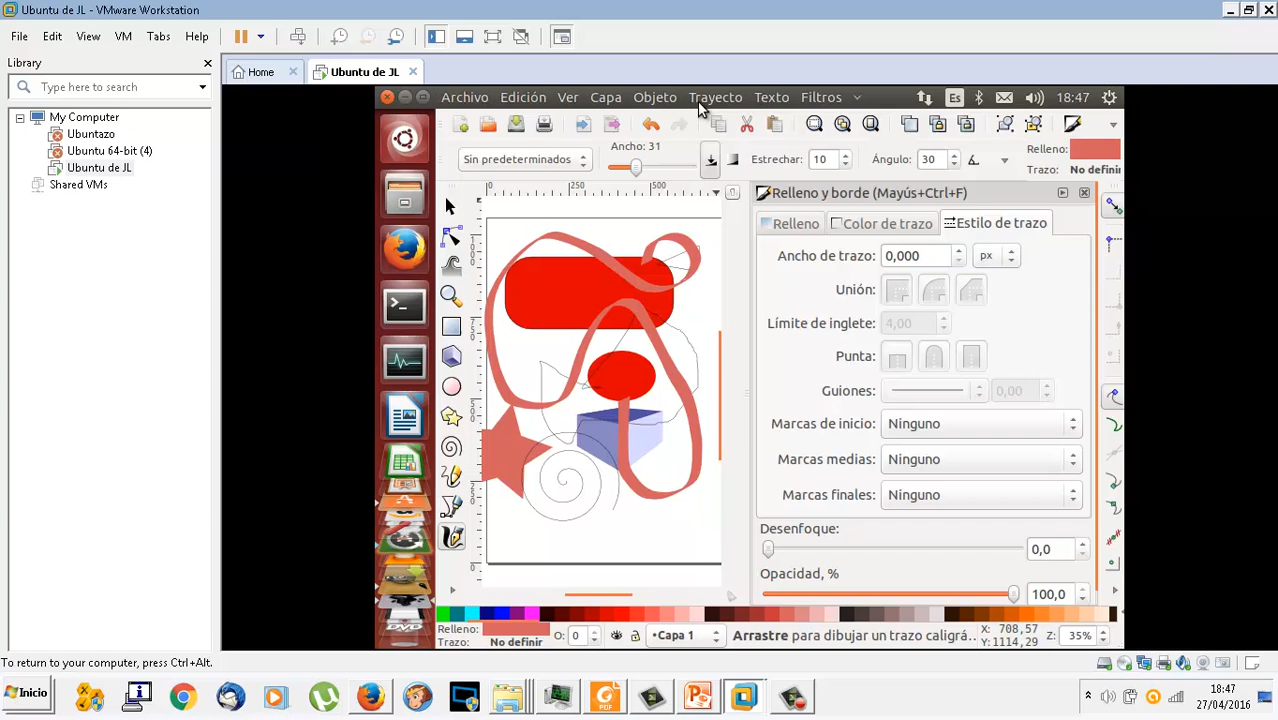 Ubuntu de JL - VMware Workstation
File Edit View VM Tabs Help
Library
Type here to search
My Computer
Ubuntazo
Ubuntu 64-bit (4)
Ubuntu de JL
Shared VMs
Home
Ubuntu de JL
Archivo Edición Ver Capa Objeto Trayecto Texto Filtros Es 18:47
Sin predeterminados
Ancho: 31
Estrechar: 10
Ángulo: 30
Relleno:
Trazo: No defini
0 250 500
Relleno y borde (Mayús+Ctrl+F)
Relleno
Color de trazo
Estilo de trazo
Ancho de trazo: 0,000 px
Unión:
Límite de inglete: 4,00
Punta:
Guiones: 0,00
Marcas de inicio: Ninguno
Marcas medias: Ninguno
Marcas finales: Ninguno
Desenfoque:
0,0
Opacidad, %
100,0
Relleno:
Trazo: No definir
O: 0
•Capa 1
Arrastre para dibujar un trazo caligrá..
X: 708,57
Y:1114,29
Z: 35%
To return to your computer, press Ctrl+Alt.
Inicio
PDF
18:47
27/04/2016